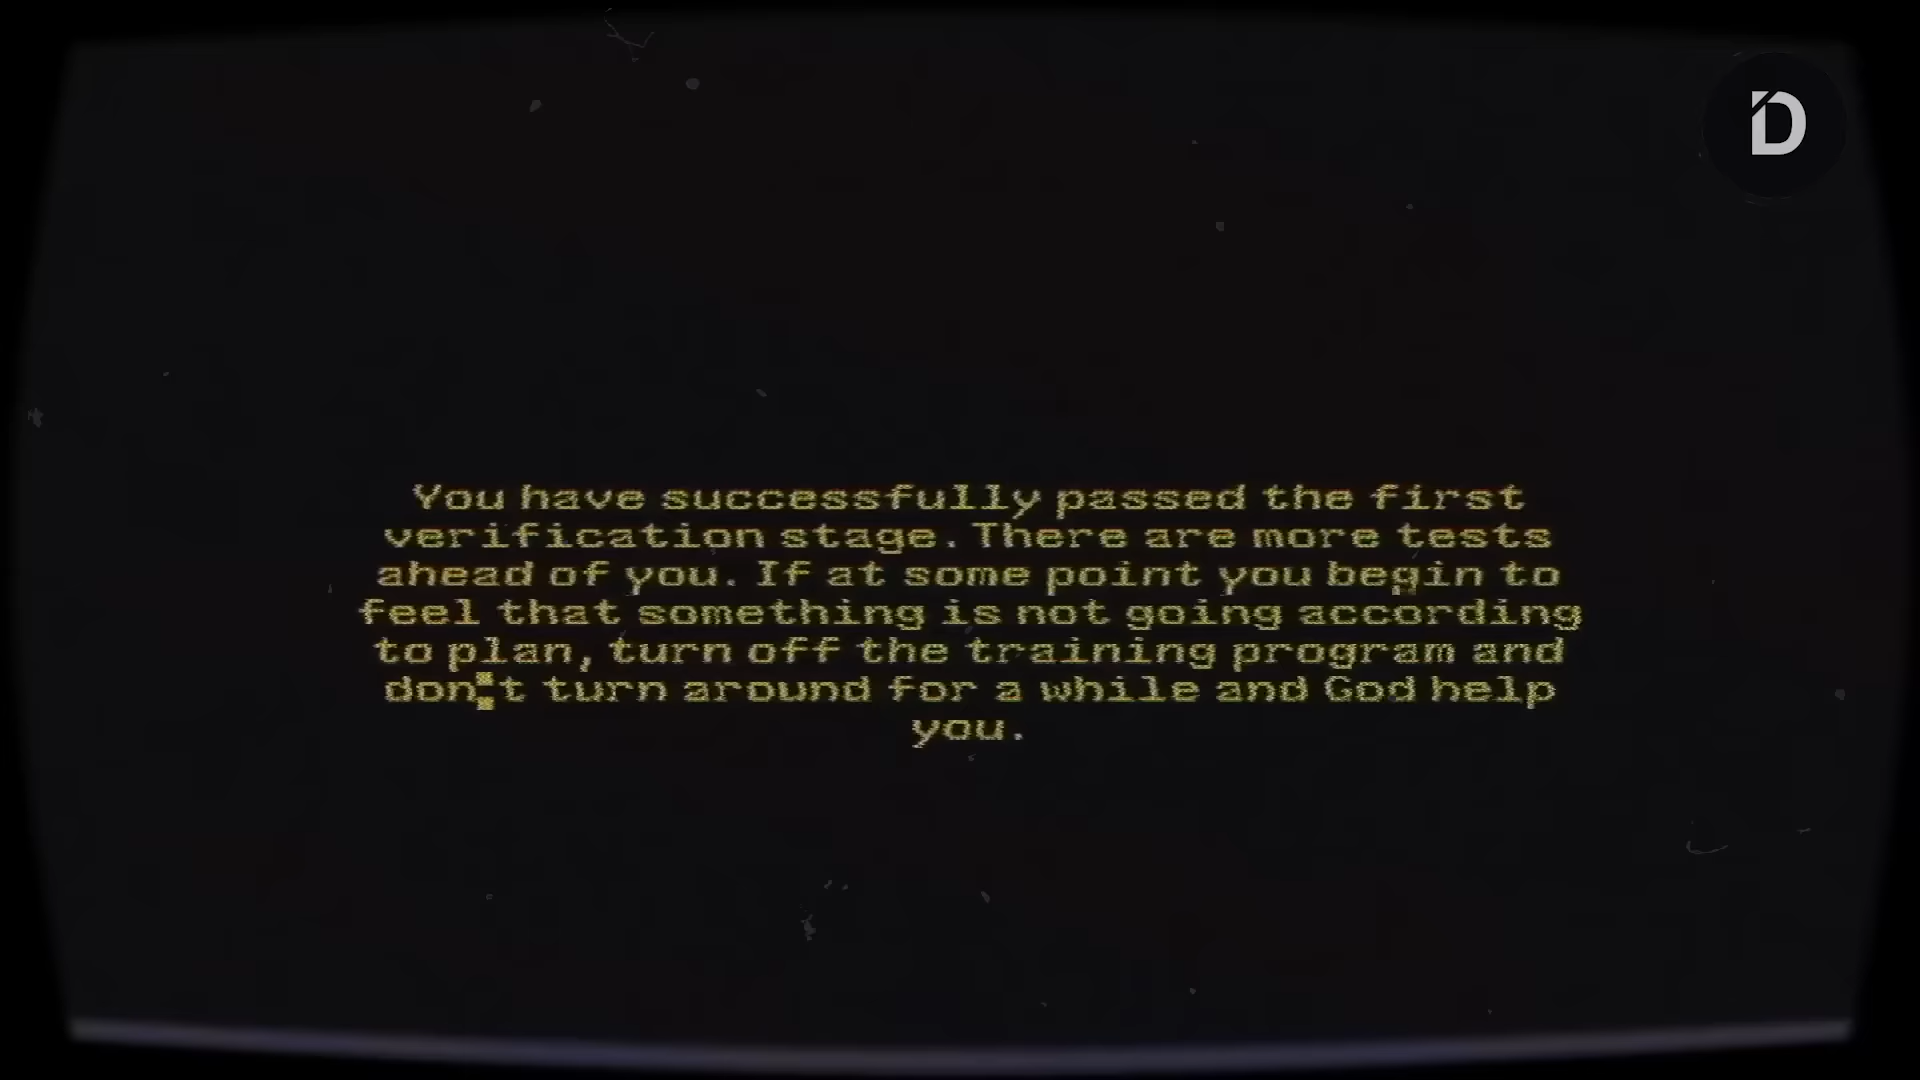 D
You have successfully passed the first
verification stage. There are more tests
ahead of you. If at some point you begin to
feel that something is not going according
to plan, turn off the training program and
don't turn around for a while and God help
you.